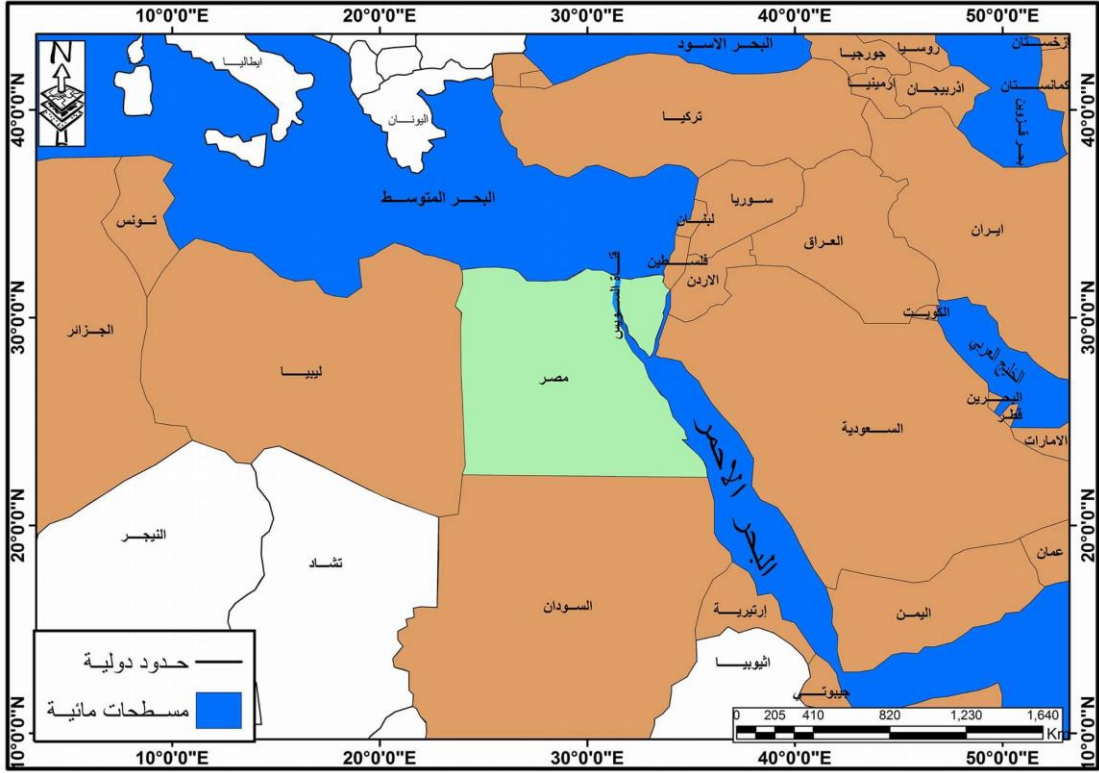 10°0'0"E 20°0'0"E 30°0'0"E 40°0'0"E 50°0'0"E
N
ايطاليا
البحر الاسود
جورجيا
روسيا
ازخستان
ارمينيا
اذربيجان
كمانستان
اليونان
تركيا
بحر قزوين
البحر المتوسط
تونس
سوريا
لبنان
العراق
ايران
فلسطين
الاردن
قناة السويس
الجزائر
ليبيا
مصر
الكويت
الخليج العربي
البحرين
قطر
السعودية
الامارات
البحر الاحمر
النيجر
تشاد
السودان
إرتيرية
اليمن
عمان
اثيوبيا
جيبوتي
حدود دولية
مسطحات مائية
0 205 410 820 1,230 1,640
Km
40°0'0"N
30°0'0"N
20°0'0"N
10°0'0"N
40°0'0"N
30°0'0"N
20°0'0"N
10°0'0"N
10°0'0"E 20°0'0"E 30°0'0"E 40°0'0"E 50°0'0"E